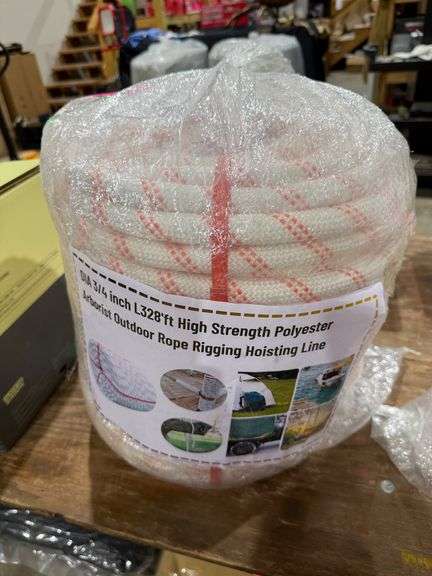 DIA 3/4 inch L328'ft High Strength Polyester
Arborist Outdoor Rope Rigging Hoisting Line